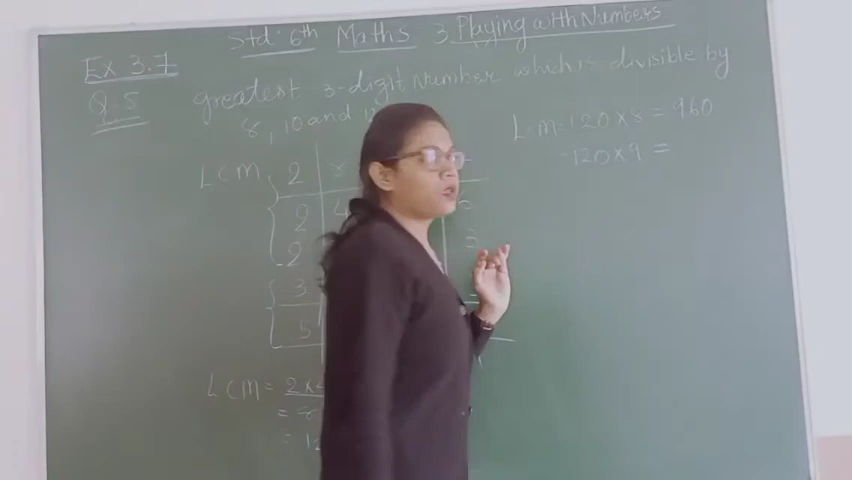 Std. 6th Maths 3. Playing with Numbers
Ex 3.7
Q.5 greatest 3-digit Number which is divisible by
8, 10 and
LCM 2
2
2
3
5
LCM = 2 ×
= 8
= 12
120 × 8 = 960
120 × 9 =